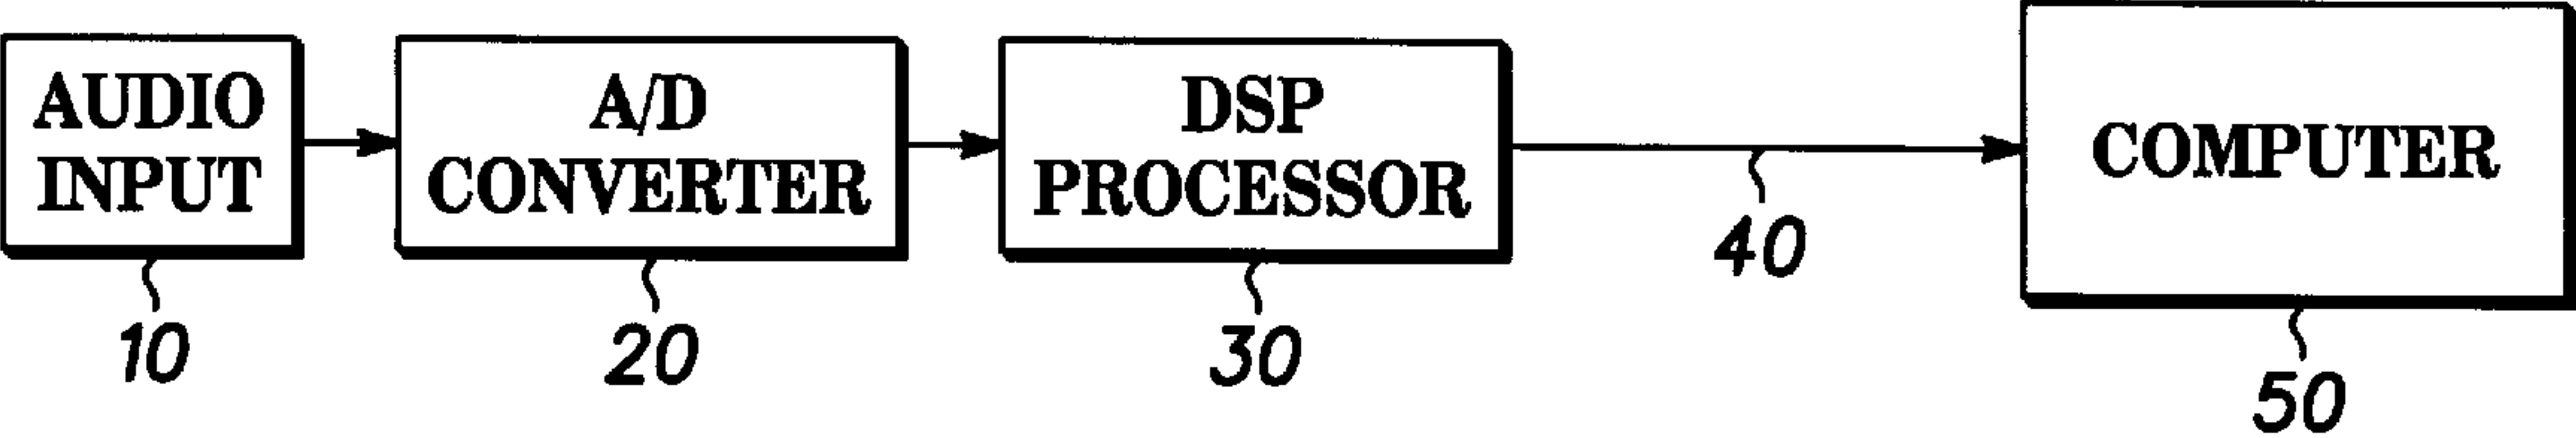 AUDIO
INPUT
10
A/D
CONVERTER
20
DSP
PROCESSOR
30
40
COMPUTER
50